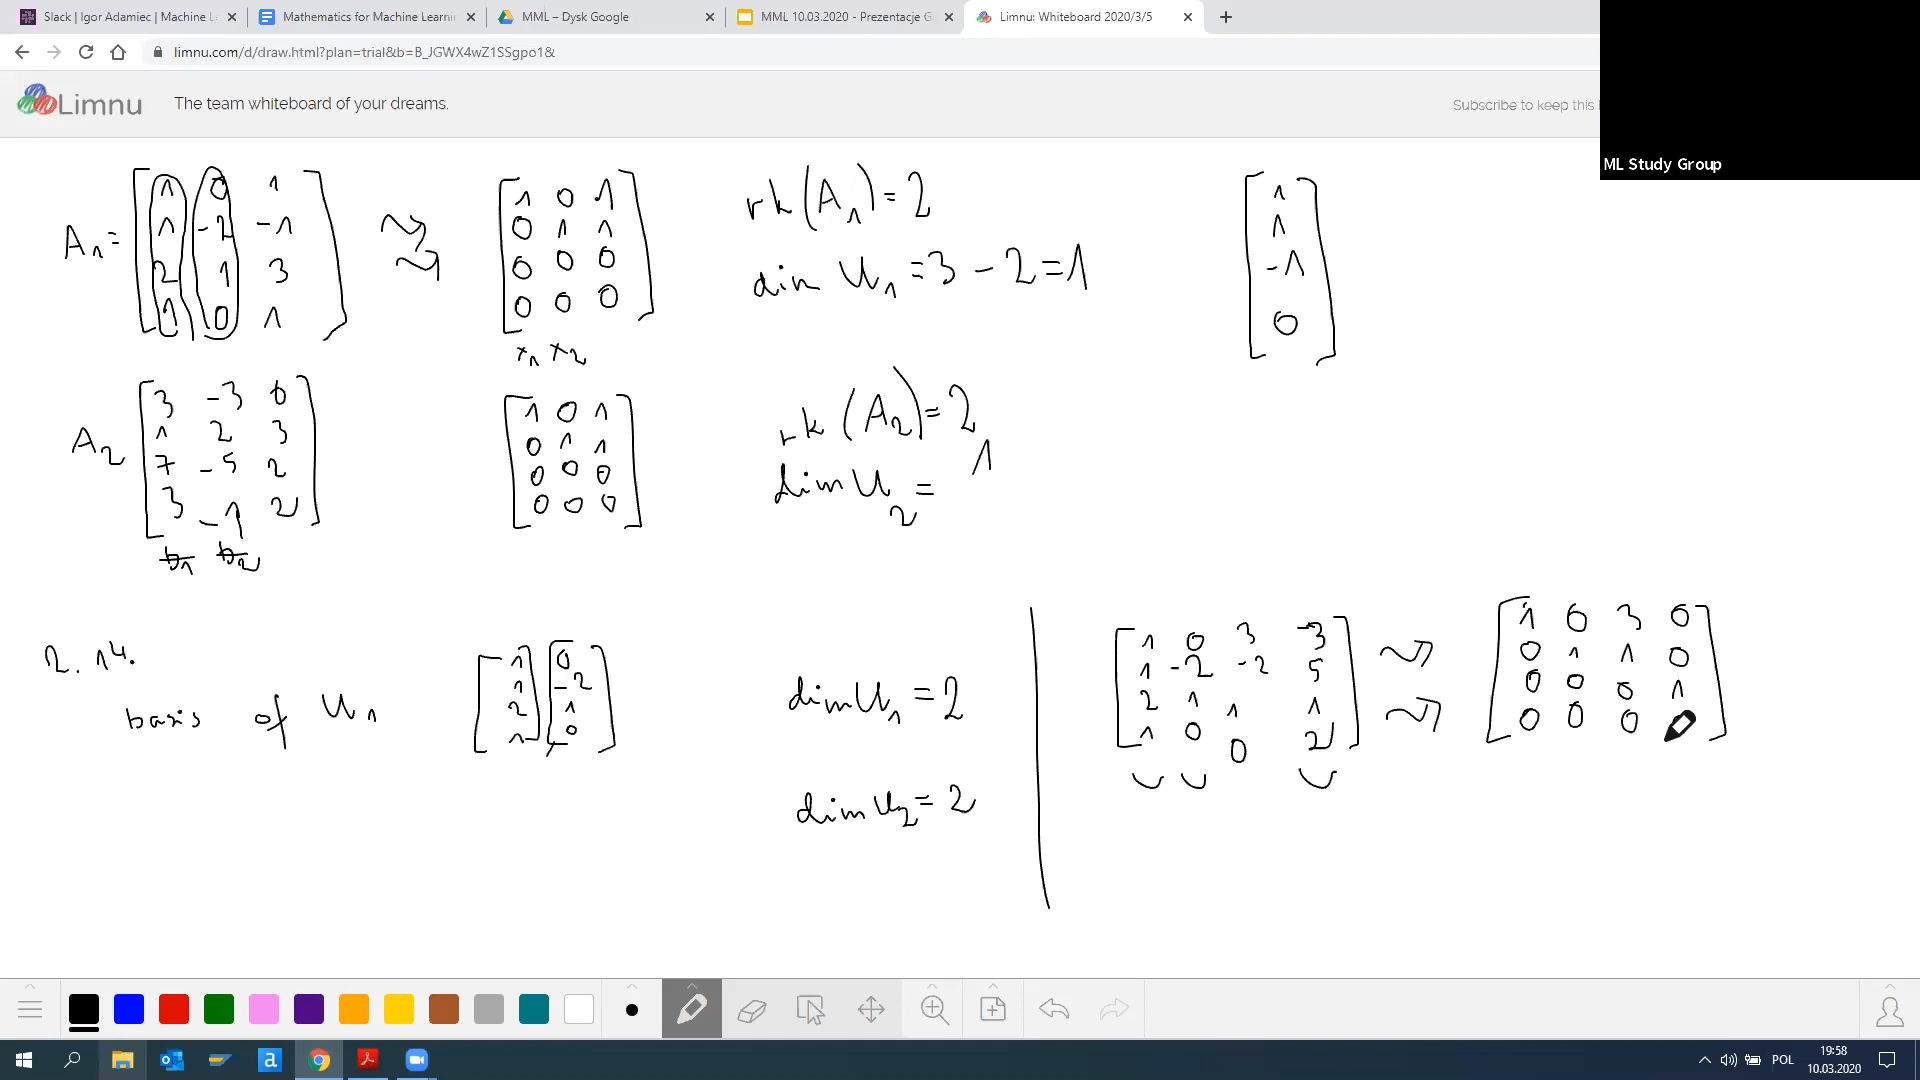 Slack | Igor Adamiec | Machine L
Mathematics for Machine Learnin
MML – Dysk Google
MML 10.03.2020 - Prezentacje G
Limnu: Whiteboard 2020/3/5
limnu.com/d/draw.html?plan=trial&b=B_JGWX4wZ1SSgpo1&
Limnu
The team whiteboard of your dreams.
Subscribe to keep this
ML Study Group
A1 =
1 0 1
1 -2 -1
2 1 3
1 0 1
1 0 1
0 1 1
0 0 0
0 0 0
x1 x2
rk(A1) = 2
dim U1 = 3 - 2 = 1
1
1
-1
0
A2
3 -3 0
1 2 3
7 -5 2
3 -1 2
b1 b2
1 0 1
0 1 1
0 0 0
0 0 0
rk (A2) = 2
dim U2 = 1
2.14.
basis of U1
1 0
1 -2
2 1
1 0
dim U1 = 2
dim U2 = 2
1 0 3 -3
1 -2 -2 5
2 1 1 1
1 0 0 2
1 0 3 0
0 1 1 0
0 0 0 1
0 0 0
POL
19:58
10.03.2020